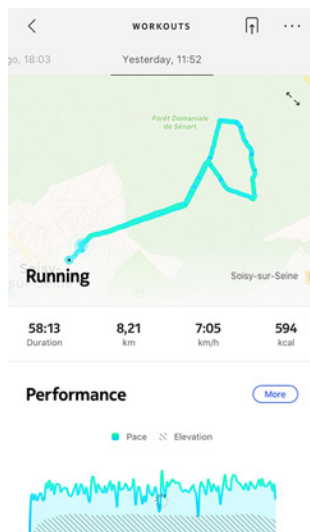 WORKOUTS
go, 18:03
Yesterday, 11:52
Forêt Domaniale
de Sénart
Running
Soisy-sur-Seine
58:13
8,21
7:05
594
Duration
km
km/h
kcal
Performance
More
Pace
Elevation